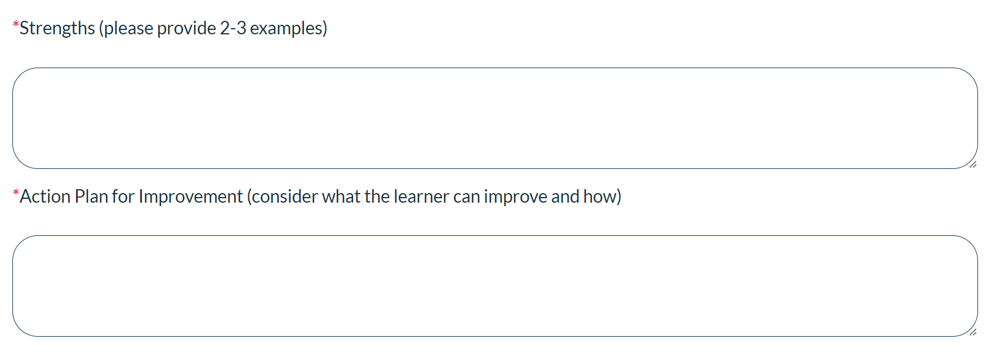 *Strengths (please provide 2-3 examples)
*Action Plan for Improvement (consider what the learner can improve and how)